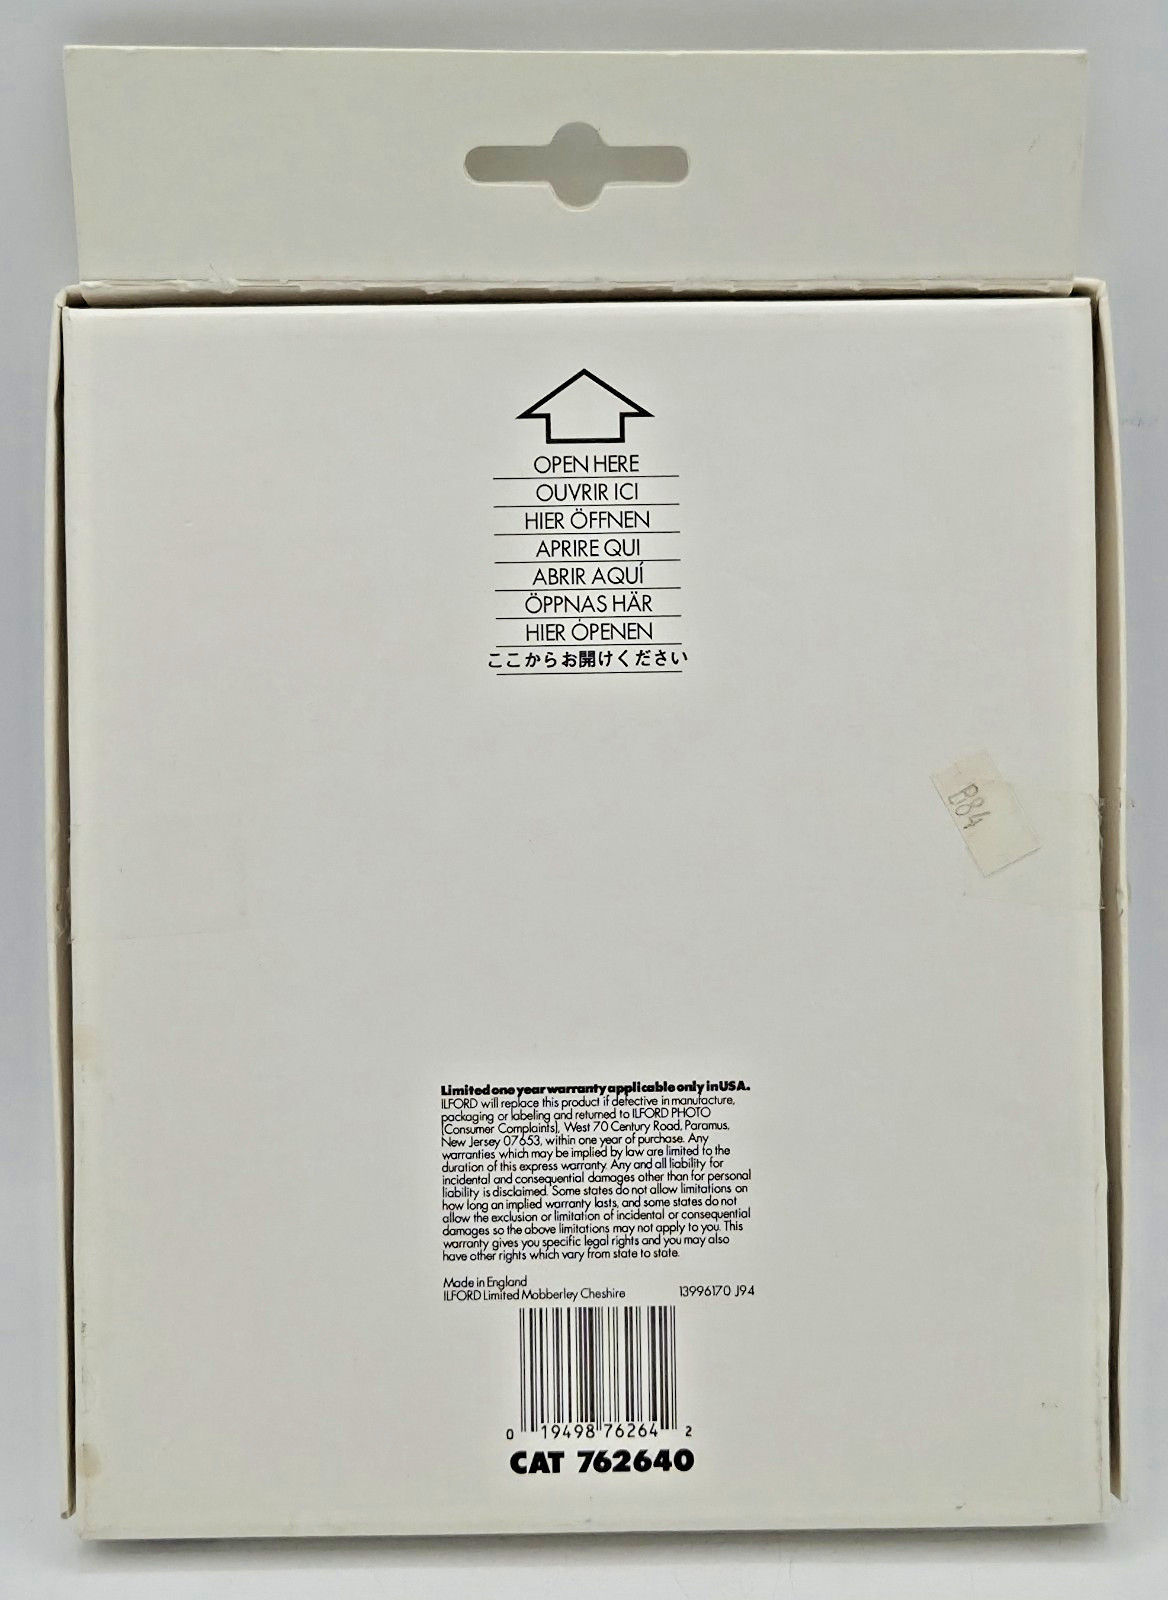 OPEN HERE
OUVRIR ICI
HIER ÖFFNEN
APRIRE QUI
ABRIR AQUÍ
ÖPPNAS HÄR
HIER OPENEN
ここからお開けください
B84
Limited one year warranty applicable only in USA.
ILFORD will replace this product if defective in manufacture,
packaging or labeling and returned to ILFORD PHOTO
(Consumer Complaints), West 70 Century Road, Paramus,
New Jersey 07653, within one year of purchase. Any
warranties which may be implied by law are limited to the
duration of this express warranty. Any and all liability for
incidental and consequential damages other than for personal
liability is disclaimed. Some states do not allow limitations on
how long an implied warranty lasts, and some states do not
allow the exclusion or limitation of incidental or consequential
damages so the above limitations may not apply to you. This
warranty gives you specific legal rights and you may also
have other rights which vary from state to state.
Made in England
ILFORD Limited Mobberley Cheshire 13996170 J94
0 19498 76264 2
CAT 762640